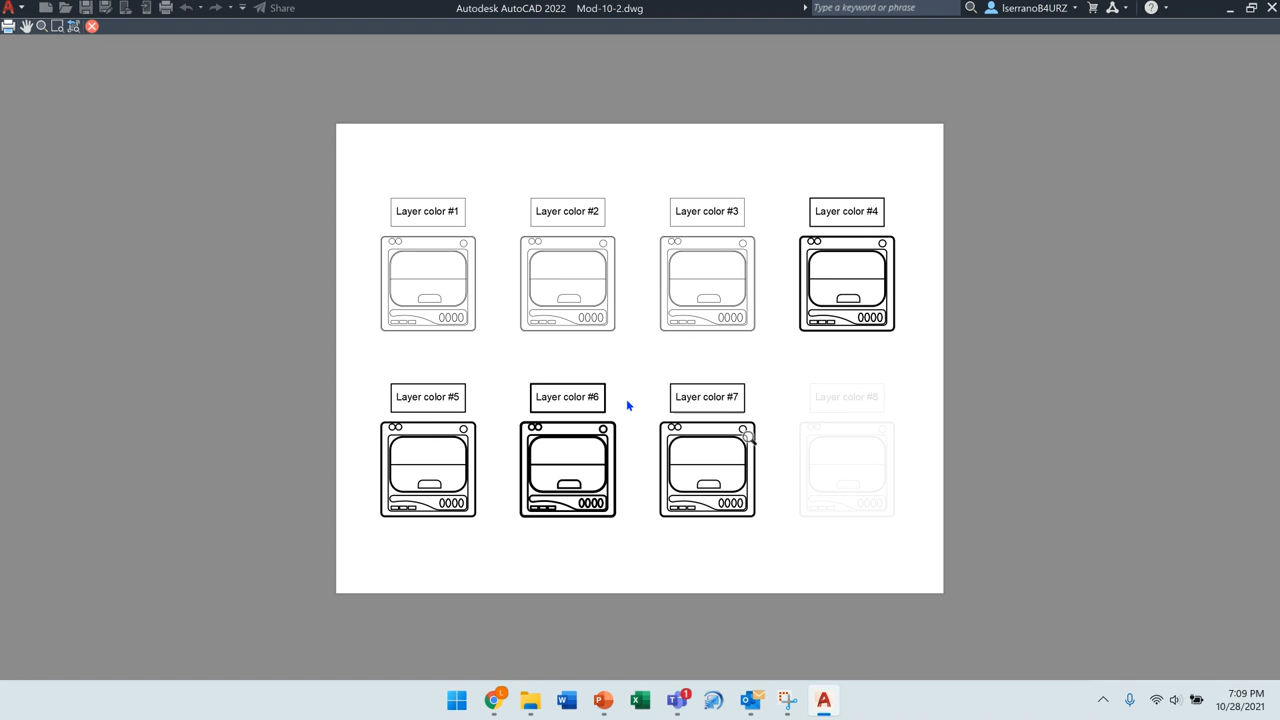 Share
Autodesk AutoCAD 2022 Mod-10-2.dwg
Type a keyword or phrase
lserranoB4URZ
Layer color #1 Layer color #2 Layer color #3 Layer color #4
0000 0000 0000 0000
Layer color #5 Layer color #6 Layer color #7 Layer color #8
0000 0000 0000 0000
7:09 PM
10/28/2021